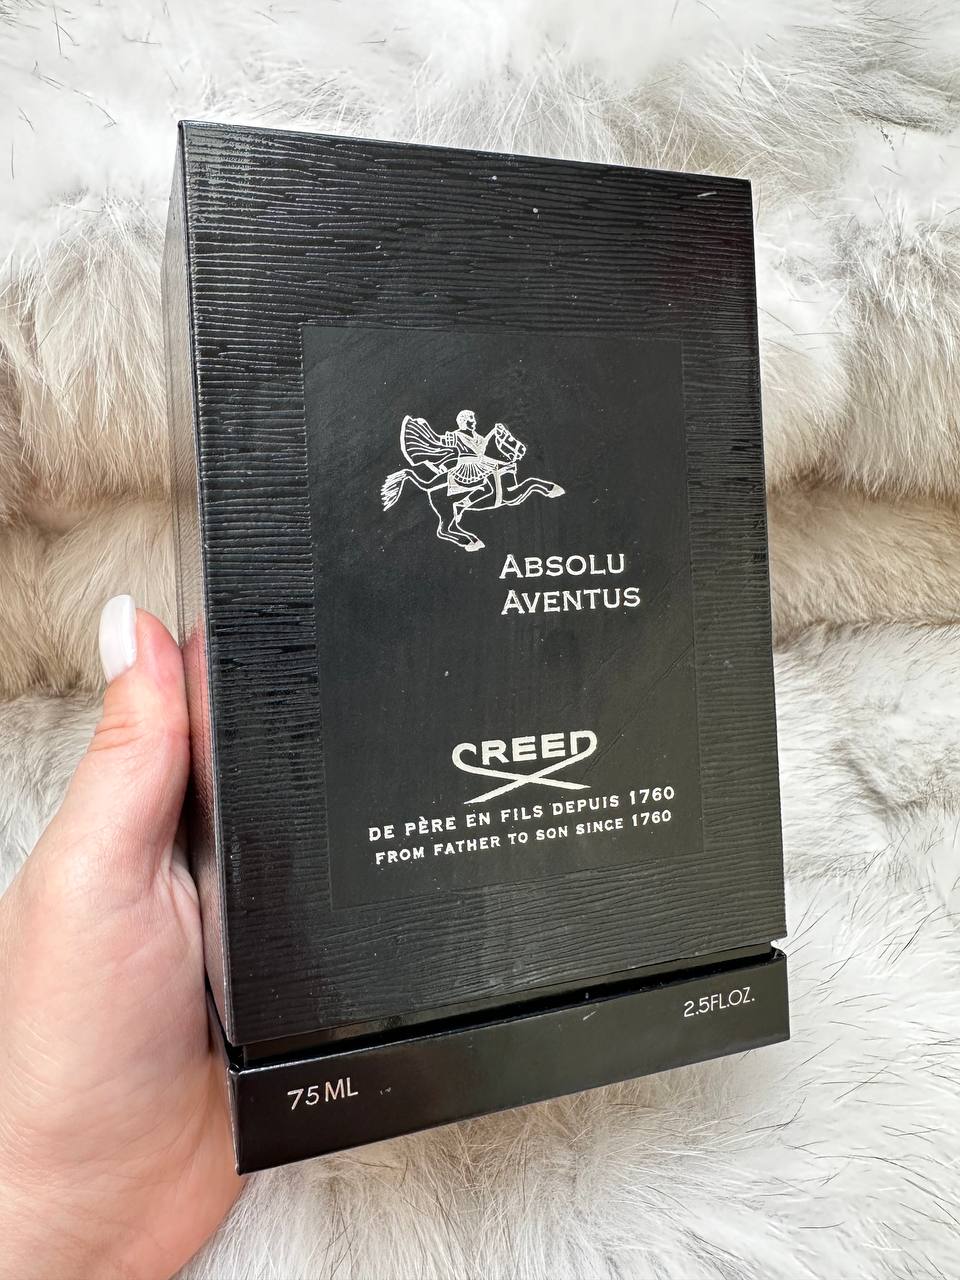 ABSOLU
AVENTUS
CREED
DE PÈRE EN FILS DEPUIS 1760
FROM FATHER TO SON SINCE 1760
75 ML
2.5FL.OZ.